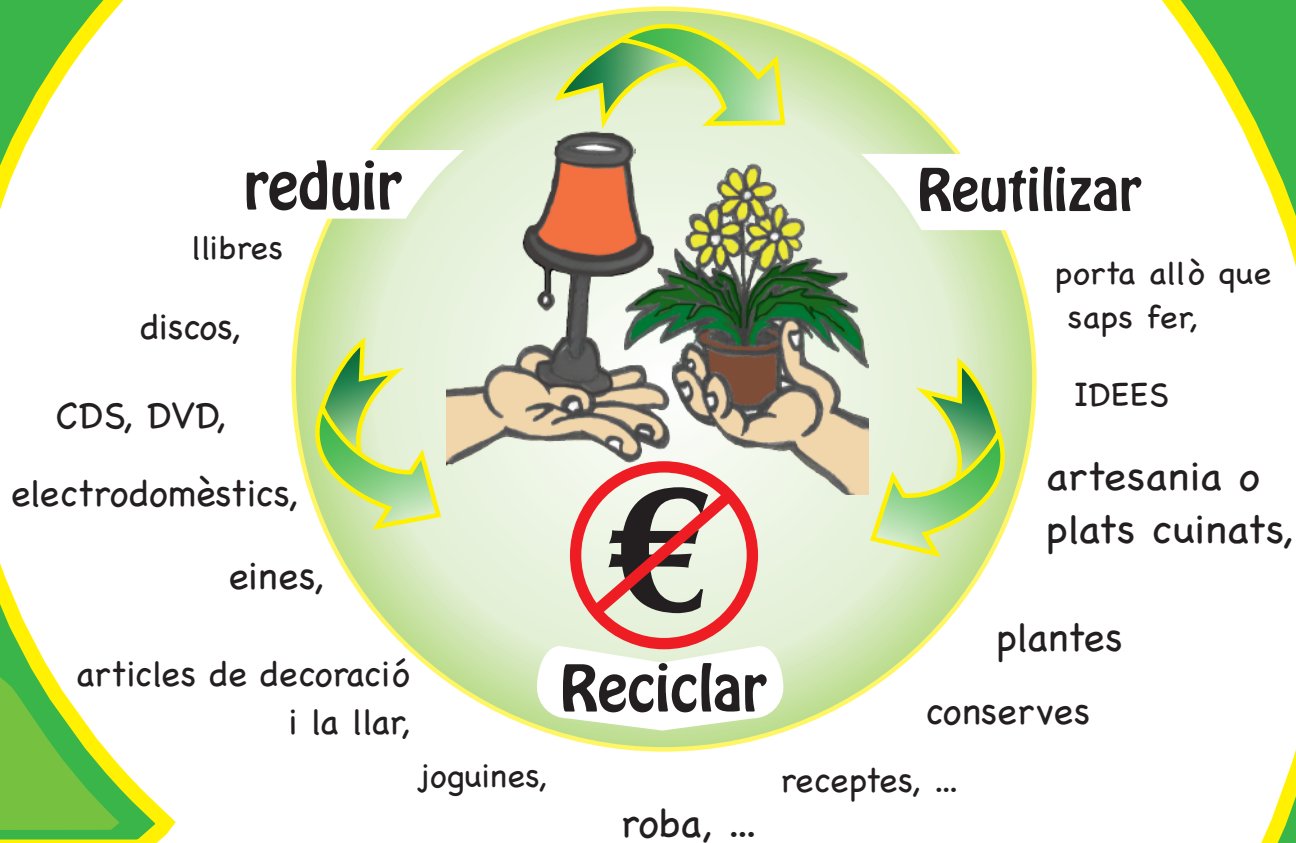 reduir
llibres
discos,
CDS, DVD,
electrodomèstics,
eines,
articles de decoració
i la llar,
joguines,
roba, ...
Reutilizar
porta allò que
saps fer,
IDEES
artesania o
plats cuinats,
plantes
conserves
receptes, ...
€
Reciclar